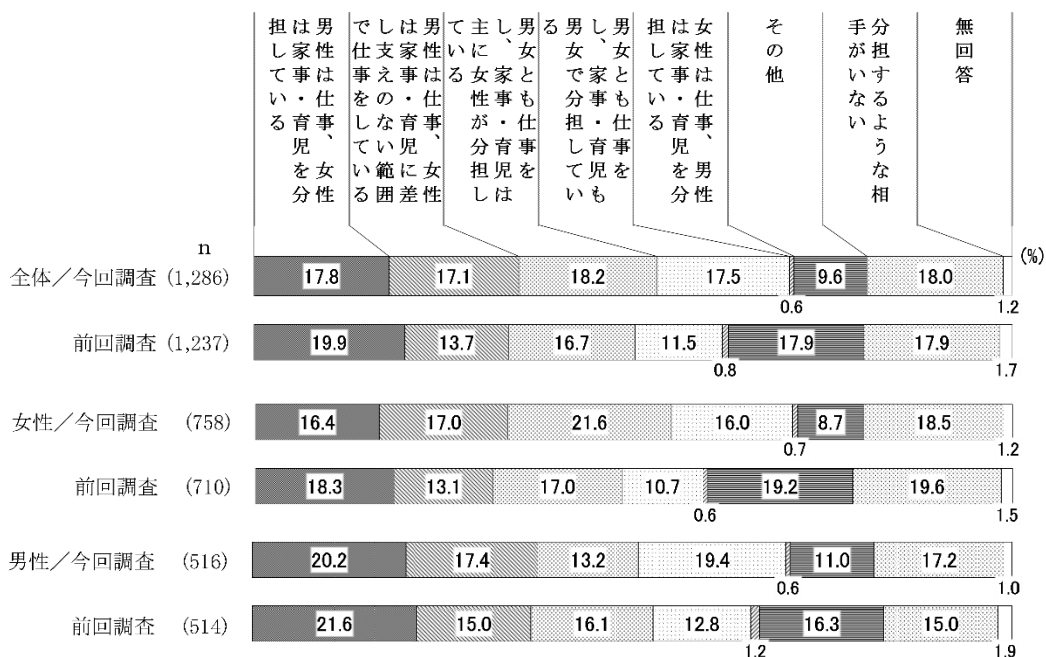 男性は仕事、女性
は家事・育児を分
担している
男性は仕事、女性
は家事・育児に差
し支えのない範囲
で仕事をしている
男女とも仕事を
し、家事・育児は
主に女性が分担し
ている
男女とも仕事を
し、家事・育児も
男女で分担してい
る
女性は仕事、男性
は家事・育児を分
担している
その他
分担するような相
手がいない
無回答
n
(%)
全体/今回調査 (1,286) 17.8 17.1 18.2 17.5 0.6 9.6 18.0 1.2
前回調査 (1,237) 19.9 13.7 16.7 11.5 0.8 17.9 17.9 1.7
女性/今回調査 (758) 16.4 17.0 21.6 16.0 0.7 8.7 18.5 1.2
前回調査 (710) 18.3 13.1 17.0 10.7 0.6 19.2 19.6 1.5
男性/今回調査 (516) 20.2 17.4 13.2 19.4 0.6 11.0 17.2 1.0
前回調査 (514) 21.6 15.0 16.1 12.8 1.2 16.3 15.0 1.9